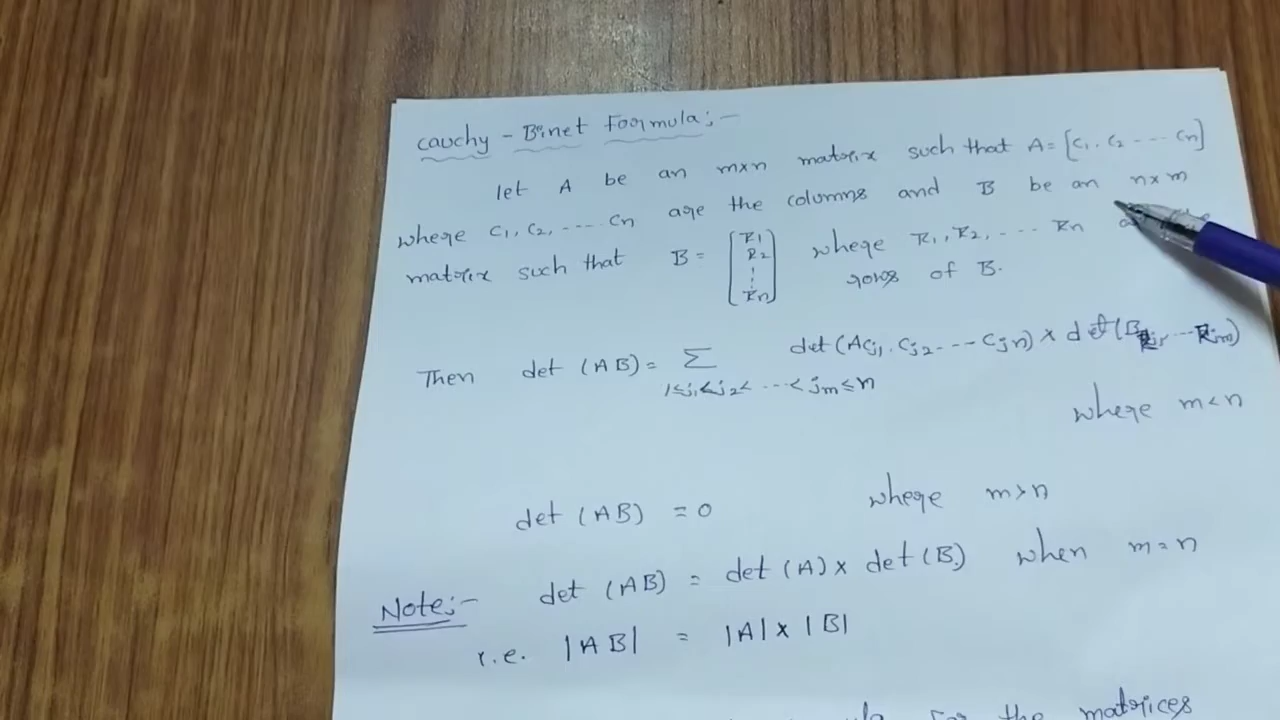 Cauchy - Binet Formula:-
let A be an m×n matrix such that A = [C1, C2 ---- Cn]
where C1, C2, ---- Cn are the columns and B be an n×m
matrix such that B = [R1 R2 ⋮ Rn] where R1, R2, --- Rn
rows of B.
Then det (AB) = Σ det(ACj1, Cj2 --- Cjn) × det(BRj1, --- Rjm)
1≤j1<j2< ---< jm≤n
where m<n
det (AB) = 0 where m>n
Note:- det (AB) = det (A) × det (B) when m=n
i.e. |AB| = |A| × |B|
for the matrices